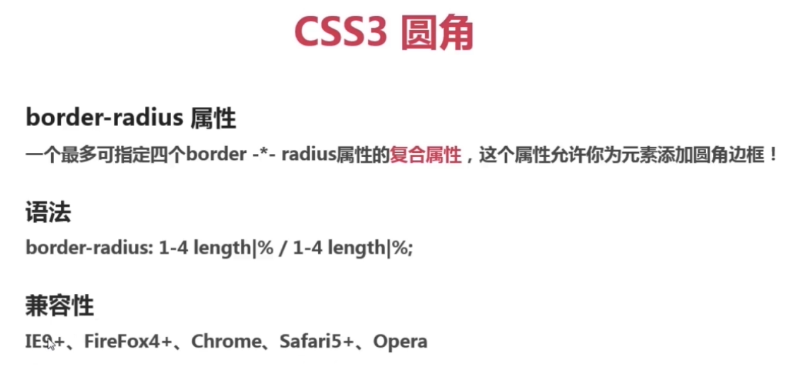 CSS3 圆角
border-radius 属性
一个最多可指定四个border -*- radius属性的复合属性，这个属性允许你为元素添加圆角边框！
语法
border-radius: 1-4 length|% / 1-4 length|%;
兼容性
IE9+、FireFox4+、Chrome、Safari5+、Opera